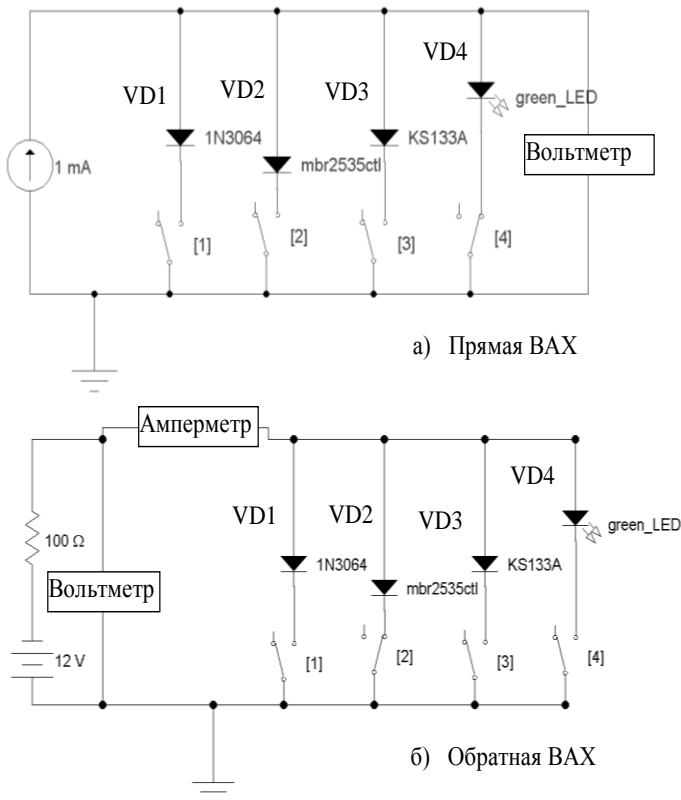 VD4
VD2
VD1
VD3
green_LED
1N3064
KS133A
Вольтметр
1 mA
mbr2535ctl
[1]
[2]
[3]
[4]
а) Прямая ВАХ
Амперметр
VD4
VD1
VD2
VD3
green_LED
100 Ω
1N3064
KS133A
Вольтметр
mbr2535ctl
12 V
[1]
[2]
[3]
[4]
б) Обратная ВАХ